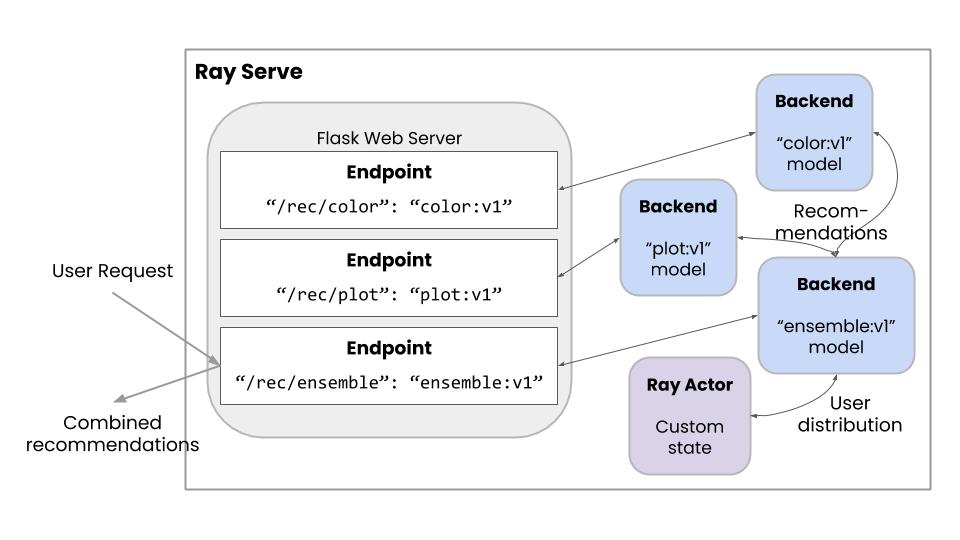 Ray Serve
Flask Web Server
Endpoint
“/rec/color”: “color:v1”
Endpoint
“/rec/plot”: “plot:v1”
Endpoint
“/rec/ensemble”: “ensemble:v1”
User Request
Combined
recommendations
Backend
“color:v1”
model
Backend
“plot:v1”
model
Recom-
mendations
Backend
“ensemble:v1”
model
Ray Actor
Custom
state
User
distribution